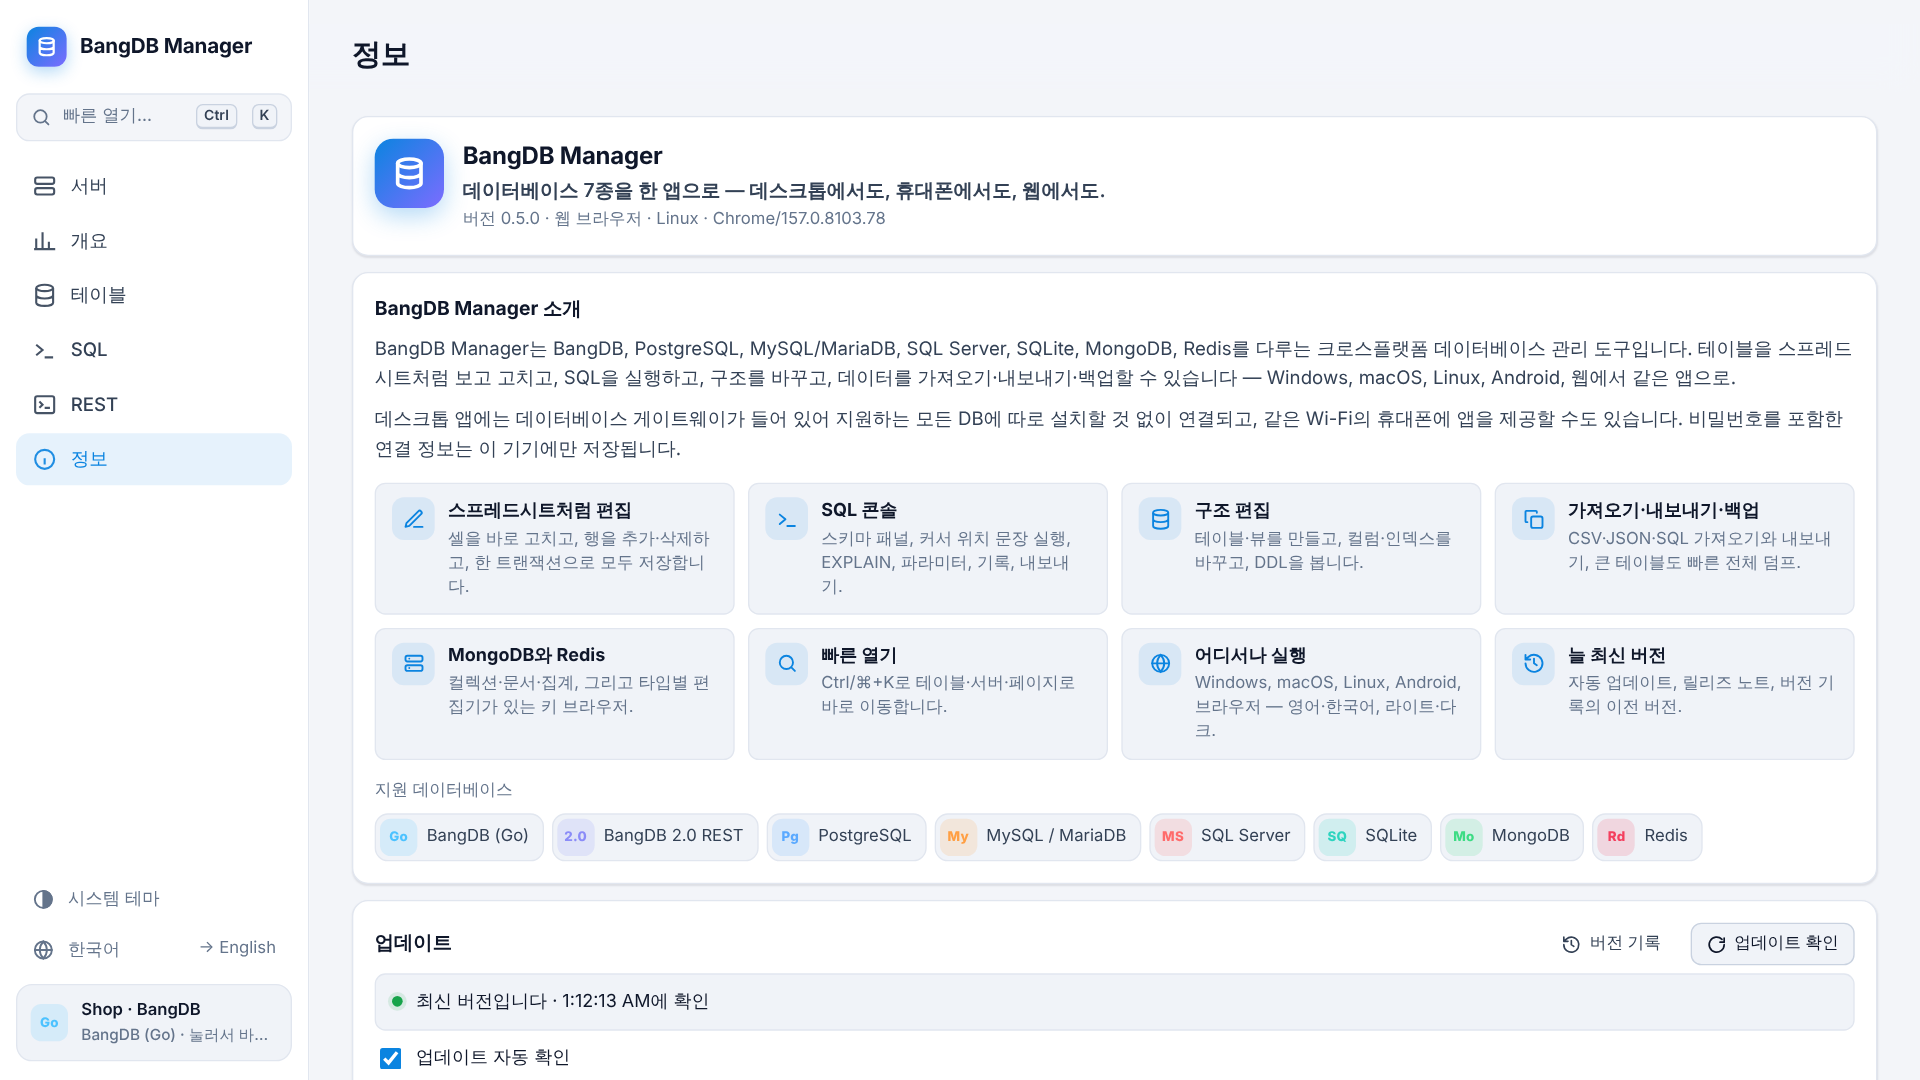 BangDB Manager
빠른 열기... Ctrl K
서버
개요
테이블
SQL
REST
정보
시스템 테마
한국어 → English
Go
Shop · BangDB
BangDB (Go) · 눌러서 바...
정보
BangDB Manager
데이터베이스 7종을 한 앱으로 — 데스크톱에서도, 휴대폰에서도, 웹에서도.
버전 0.5.0 · 웹 브라우저 · Linux · Chrome/157.0.8103.78
BangDB Manager 소개
BangDB Manager는 BangDB, PostgreSQL, MySQL/MariaDB, SQL Server, SQLite, MongoDB, Redis를 다루는 크로스플랫폼 데이터베이스 관리 도구입니다. 테이블을 스프레드
시트처럼 보고 고치고, SQL을 실행하고, 구조를 바꾸고, 데이터를 가져오기·내보내기·백업할 수 있습니다 — Windows, macOS, Linux, Android, 웹에서 같은 앱으로.
데스크톱 앱에는 데이터베이스 게이트웨이가 들어 있어 지원하는 모든 DB에 따로 설치할 것 없이 연결되고, 같은 Wi-Fi의 휴대폰에 앱을 제공할 수도 있습니다. 비밀번호를 포함한
연결 정보는 이 기기에만 저장됩니다.
스프레드시트처럼 편집
셀을 바로 고치고, 행을 추가·삭제하
고, 한 트랜잭션으로 모두 저장합니
다.
SQL 콘솔
스키마 패널, 커서 위치 문장 실행,
EXPLAIN, 파라미터, 기록, 내보내
기.
구조 편집
테이블·뷰를 만들고, 컬럼·인덱스를
바꾸고, DDL을 봅니다.
가져오기·내보내기·백업
CSV·JSON·SQL 가져오기와 내보내
기, 큰 테이블도 빠른 전체 덤프.
MongoDB와 Redis
컬렉션·문서·집계, 그리고 타입별 편
집기가 있는 키 브라우저.
빠른 열기
Ctrl/⌘+K로 테이블·서버·페이지로
바로 이동합니다.
어디서나 실행
Windows, macOS, Linux, Android,
브라우저 — 영어·한국어, 라이트·다
크.
늘 최신 버전
자동 업데이트, 릴리즈 노트, 버전 기
록의 이전 버전.
지원 데이터베이스
Go BangDB (Go) 2.0 BangDB 2.0 REST Pg PostgreSQL My MySQL / MariaDB MS SQL Server SQ SQLite Mo MongoDB Rd Redis
업데이트 버전 기록 업데이트 확인
최신 버전입니다 · 1:12:13 AM에 확인
업데이트 자동 확인